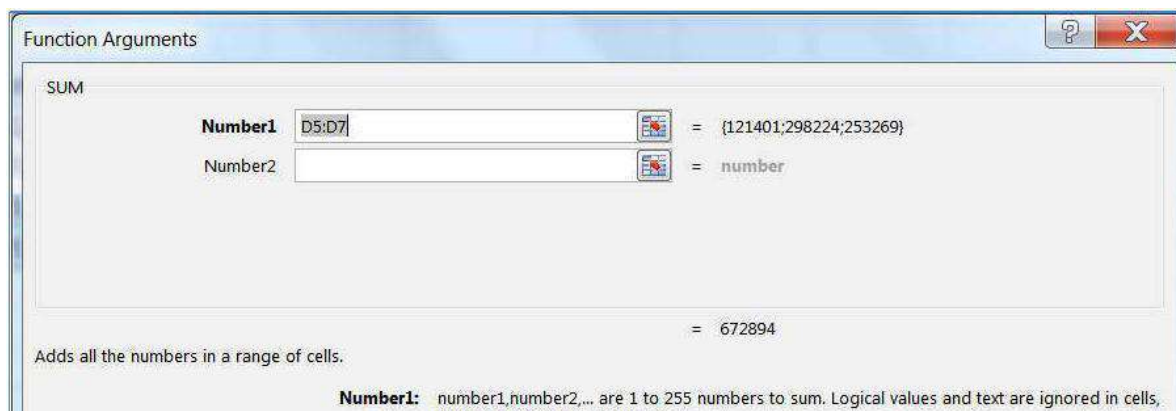 Function Arguments
SUM
Number1 D5:D7 = {121401;298224;253269}
Number2 = number
= 672894
Adds all the numbers in a range of cells.
Number1: number1,number2,... are 1 to 255 numbers to sum. Logical values and text are ignored in cells,